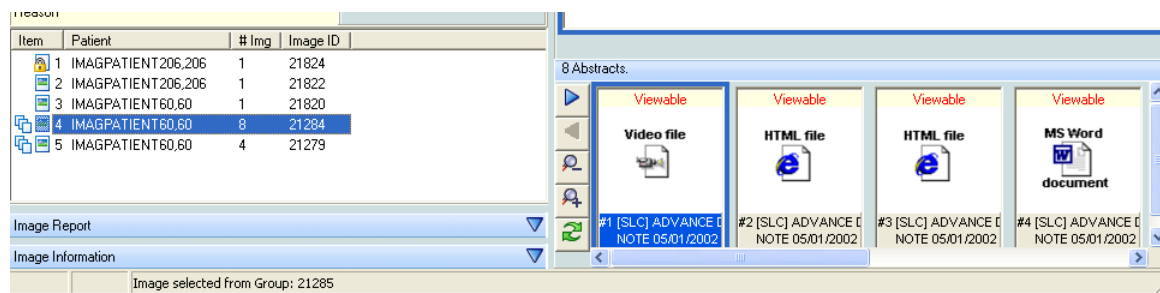 Reason
Item Patient # Img Image ID
1 IMAGPATIENT206,206 1 21824
2 IMAGPATIENT206,206 1 21822
3 IMAGPATIENT60,60 1 21820
4 IMAGPATIENT60,60 8 21284
5 IMAGPATIENT60,60 4 21279
Image Report
Image Information
Image selected from Group: 21285
8 Abstracts.
Viewable Viewable Viewable Viewable
Video file HTML file HTML file MS Word
W
document
#1 [SLC] ADVANCE D #2 [SLC] ADVANCE D #3 [SLC] ADVANCE D #4 [SLC] ADVANCE D
NOTE 05/01/2002 NOTE 05/01/2002 NOTE 05/01/2002 NOTE 05/01/2002